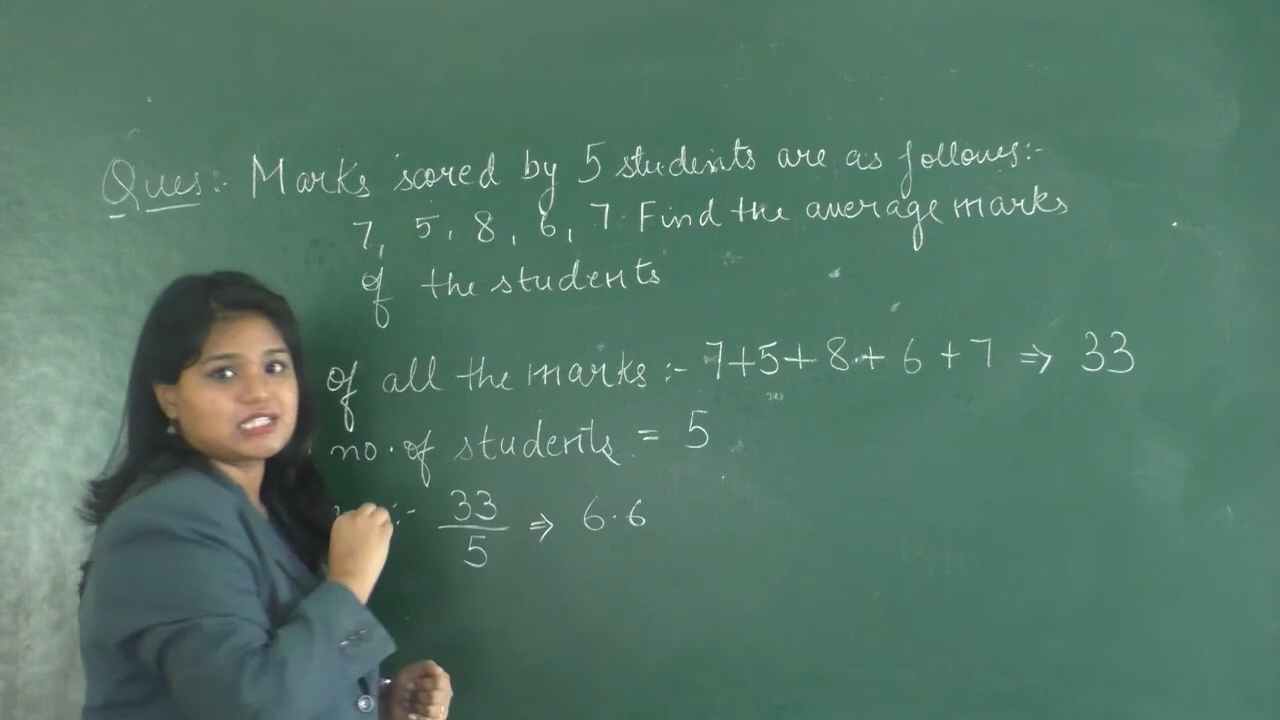 Ques:- Marks scored by 5 students are as follows:-
7, 5, 8, 6, 7. Find the average marks
of the students
of all the marks :- 7+5+8+6+7 ⇒ 33
no. of students = 5
:- 33/5 ⇒ 6.6